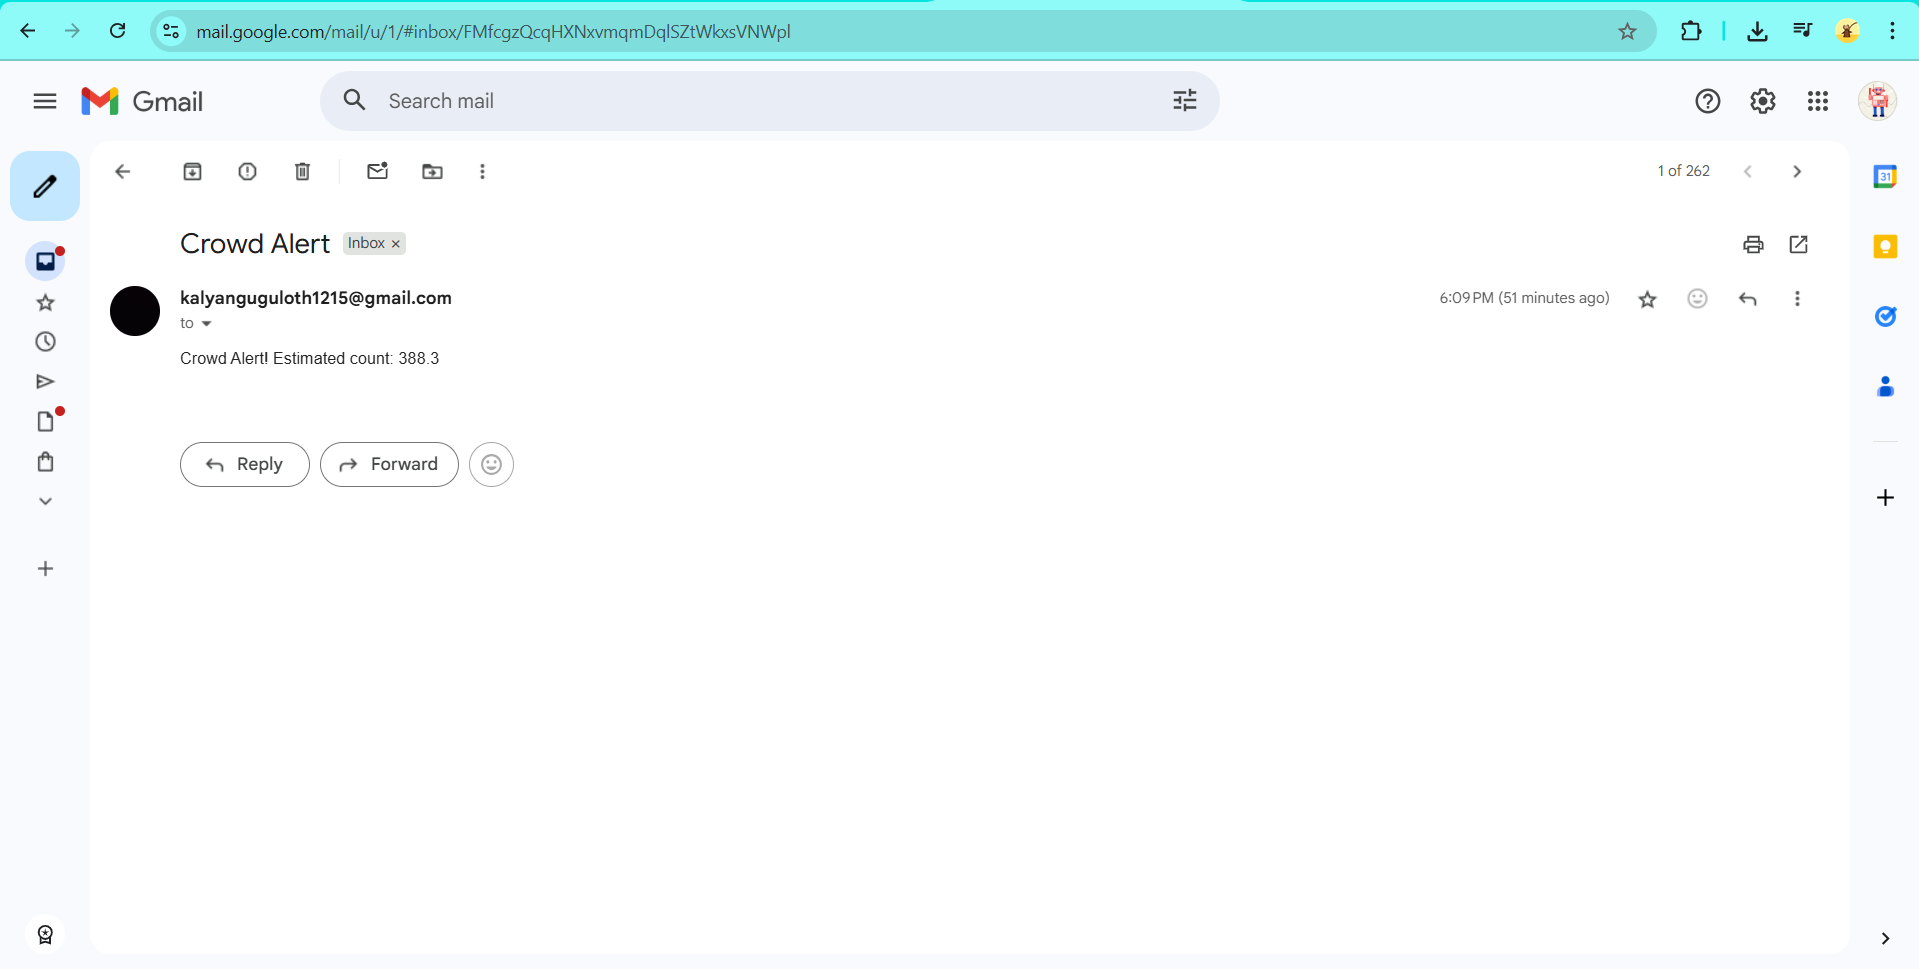 mail.google.com/mail/u/1/#inbox/FMfcgzQcqHXNxvmqmDqlSZtWkxsVNWpl
Gmail
Search mail
1 of 262
Crowd Alert Inbox ×
kalyanguguloth1215@gmail.com
6:09 PM (51 minutes ago)
to
Crowd Alert! Estimated count: 388.3
Reply Forward
31